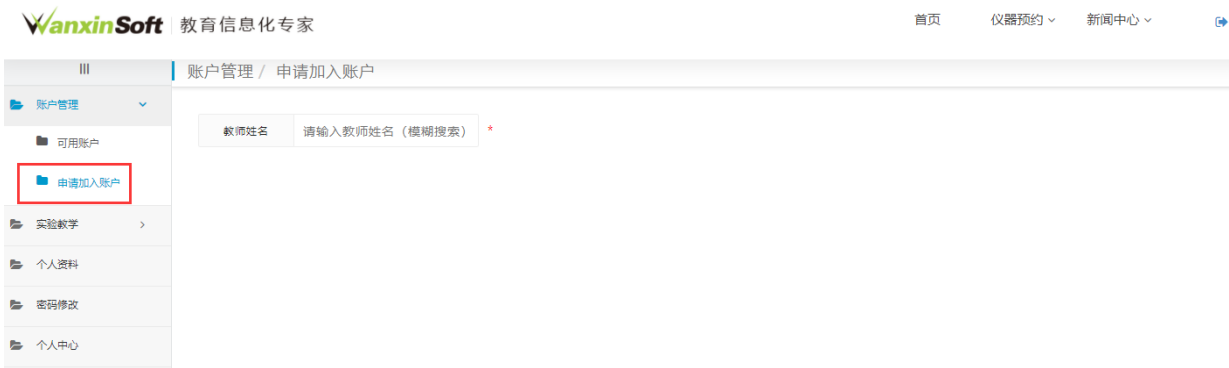 WanxinSoft 教育信息化专家
首页 仪器预约 新闻中心
账户管理 / 申请加入账户
账户管理
可用账户
申请加入账户
实验教学
个人资料
密码修改
个人中心
教师姓名 请输入教师姓名（模糊搜索） *